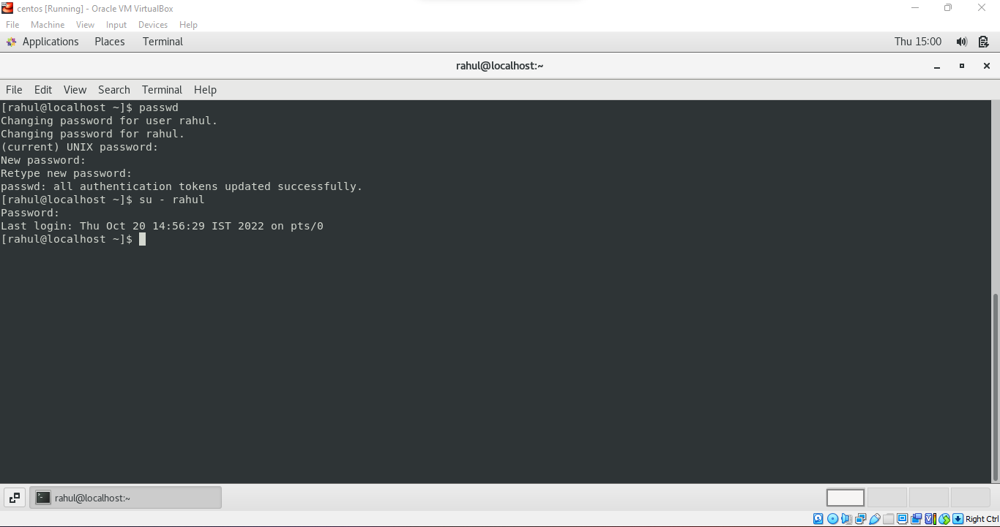 centos [Running] - Oracle VM VirtualBox
File Machine View Input Devices Help
Applications Places Terminal Thu 15:00
rahul@localhost:~
File Edit View Search Terminal Help
[rahul@localhost ~]$ passwd
Changing password for user rahul.
Changing password for rahul.
(current) UNIX password:
New password:
Retype new password:
passwd: all authentication tokens updated successfully.
[rahul@localhost ~]$ su - rahul
Password:
Last login: Thu Oct 20 14:56:29 IST 2022 on pts/0
[rahul@localhost ~]$
rahul@localhost:~
Right Ctrl